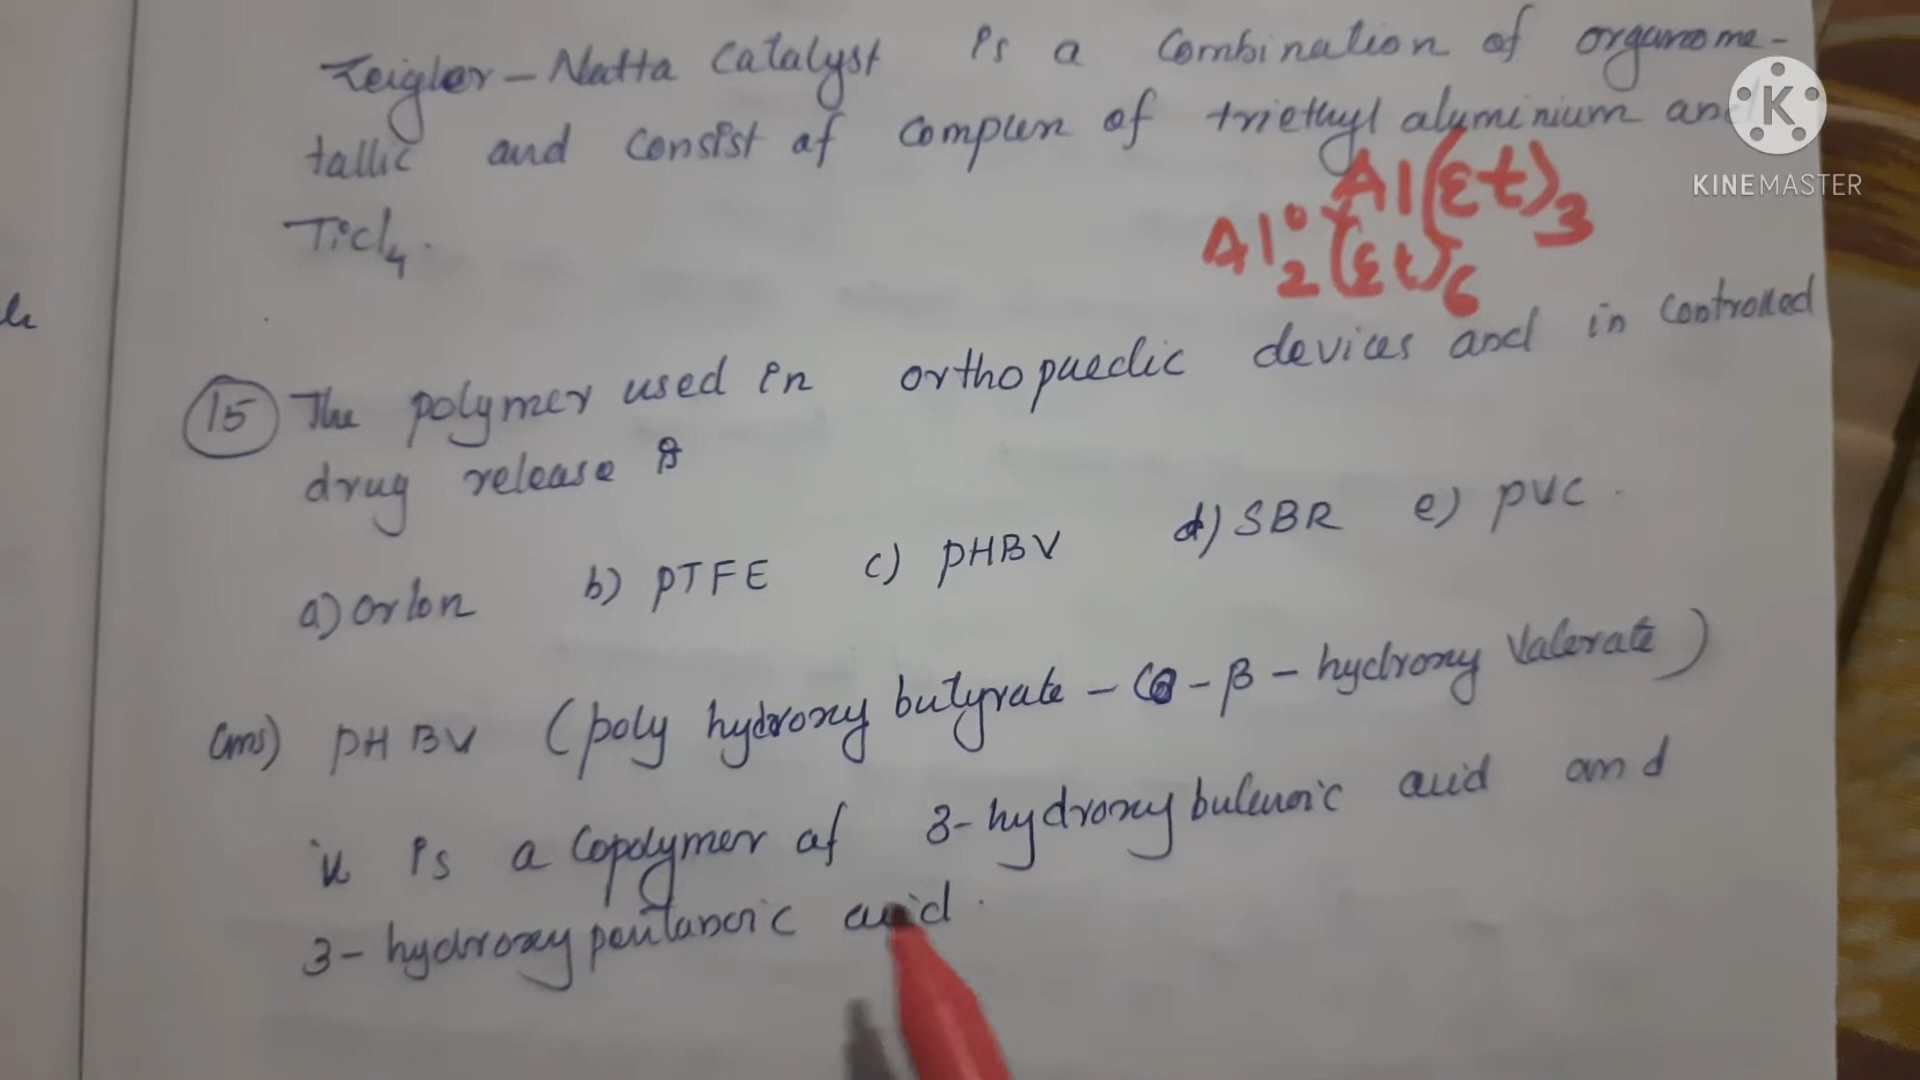 Zeigler-Natta Catalyst is a Combination of organome-
tallic and consist of complex of triethyl aluminium and
Ticl4.
Al(Et)3
Al2(Et)6
15 The polymer used in orthopaedic devices and in controlled
drug release is
a) orlon b) PTFE c) PHBV d) SBR e) PVC.
Ans) PHBV (poly hydroxy butyrate - CO - β - hydroxy Valerate)
it is a Copolymer of 3-hydroxy butanoic acid and
3-hydroxy pentanoic acid.
K
KINEMASTER